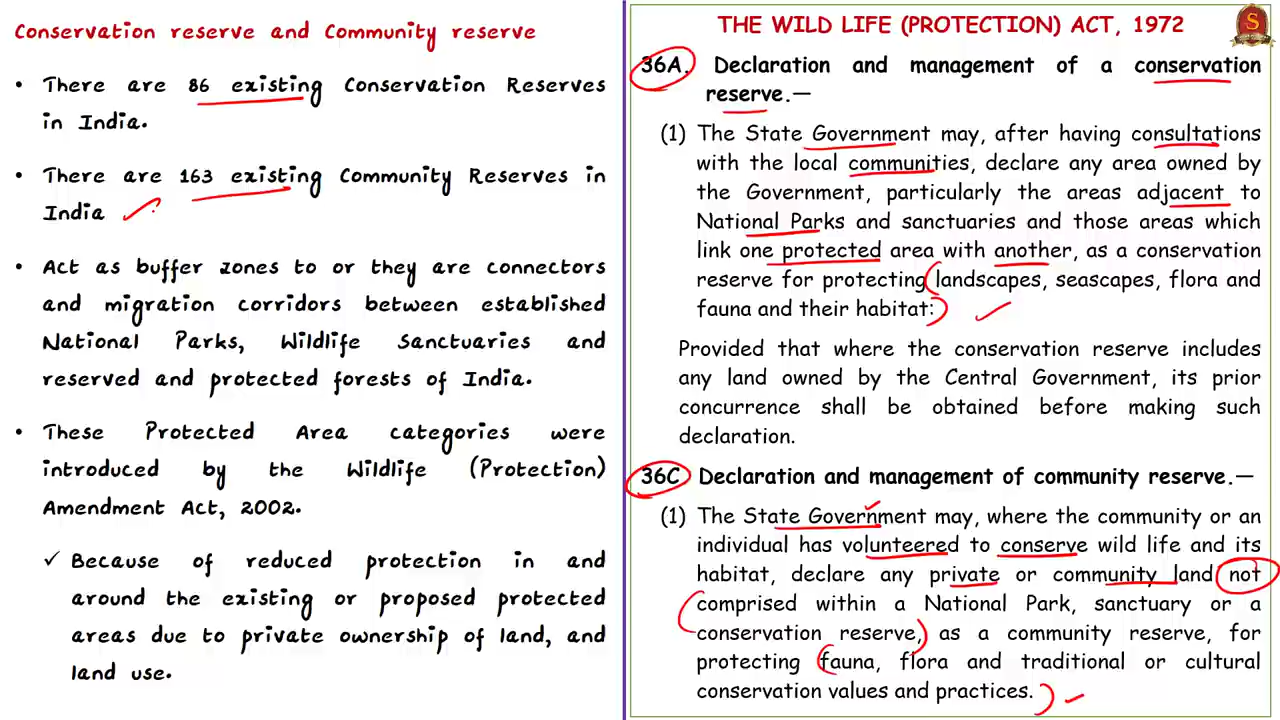 Conservation reserve and Community reserve
• There are 86 existing Conservation Reserves
in India.
• There are 163 existing Community Reserves in
India
• Act as buffer zones to or they are connectors
and migration corridors between established
National Parks, Wildlife Sanctuaries and
reserved and protected forests of India.
• These Protected Area categories were
introduced by the Wildlife (Protection)
Amendment Act, 2002.
✓ Because of reduced protection in and
around the existing or proposed protected
areas due to private ownership of land, and
land use.
THE WILD LIFE (PROTECTION) ACT, 1972
S
36A. Declaration and management of a conservation
reserve.—
(1) The State Government may, after having consultations
with the local communities, declare any area owned by
the Government, particularly the areas adjacent to
National Parks and sanctuaries and those areas which
link one protected area with another, as a conservation
reserve for protecting landscapes, seascapes, flora and
fauna and their habitat:
Provided that where the conservation reserve includes
any land owned by the Central Government, its prior
concurrence shall be obtained before making such
declaration.
36C Declaration and management of community reserve.—
(1) The State Government may, where the community or an
individual has volunteered to conserve wild life and its
habitat, declare any private or community land not
comprised within a National Park, sanctuary or a
conservation reserve, as a community reserve, for
protecting fauna, flora and traditional or cultural
conservation values and practices.